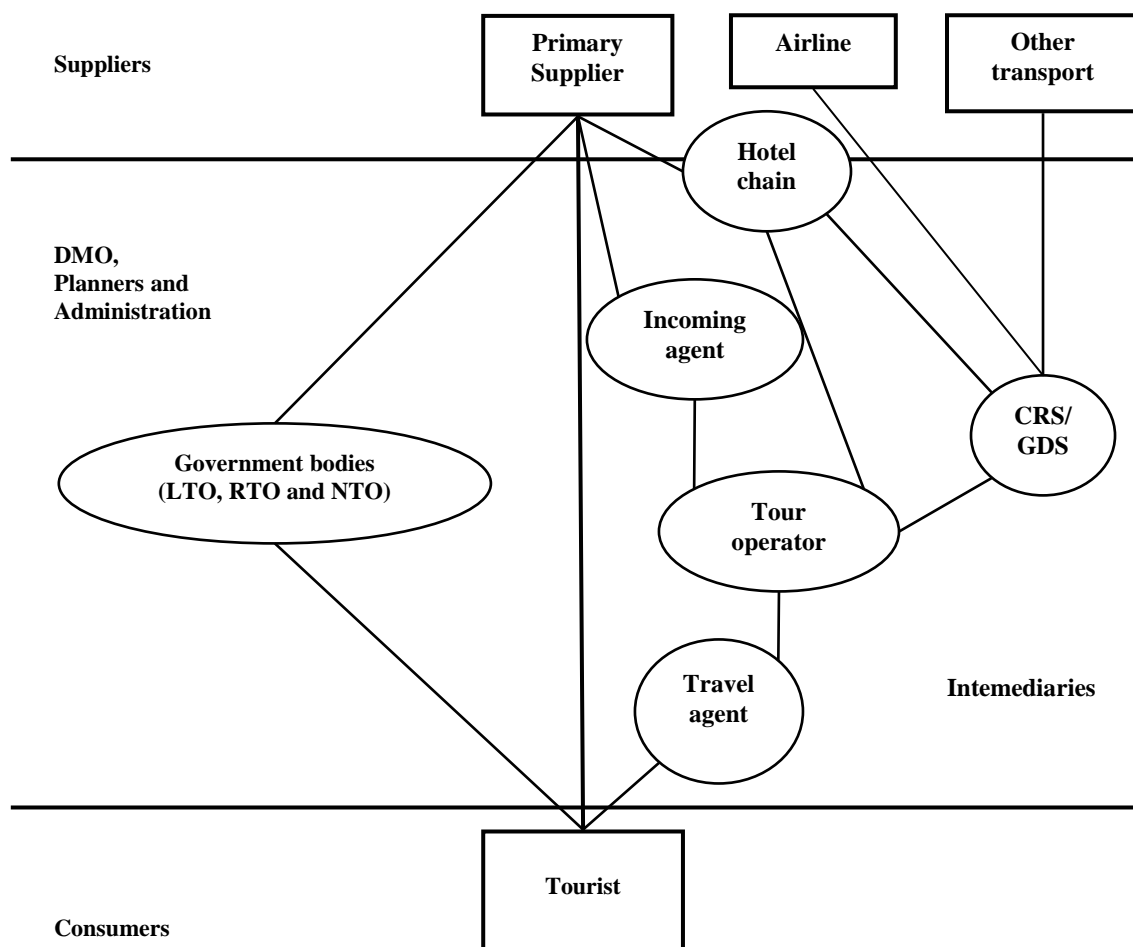 Suppliers
Primary
Supplier
Airline
Other
transport
Hotel
chain
DMO,
Planners and
Administration
Incoming
agent
CRS/
GDS
Government bodies
(LTO, RTO and NTO)
Tour
operator
Travel
agent
Intemediaries
Tourist
Consumers